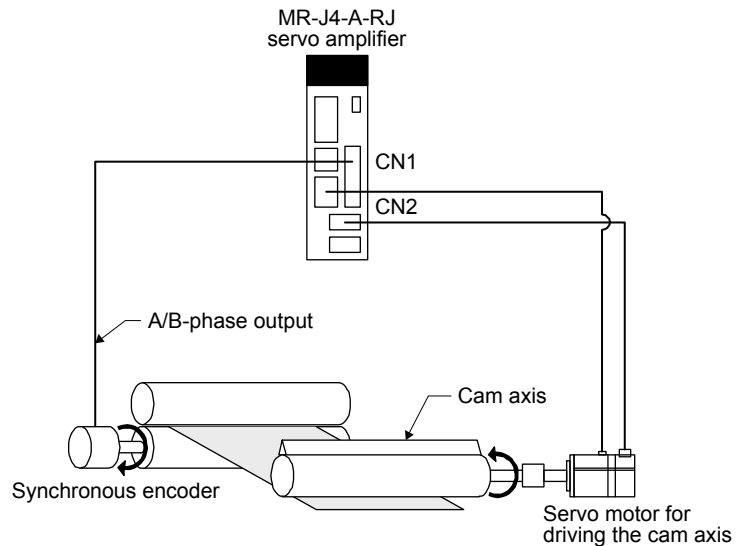 MR-J4-A-RJ
servo amplifier
CN1
CN2
A/B-phase output
Cam axis
Synchronous encoder
Servo motor for
driving the cam axis